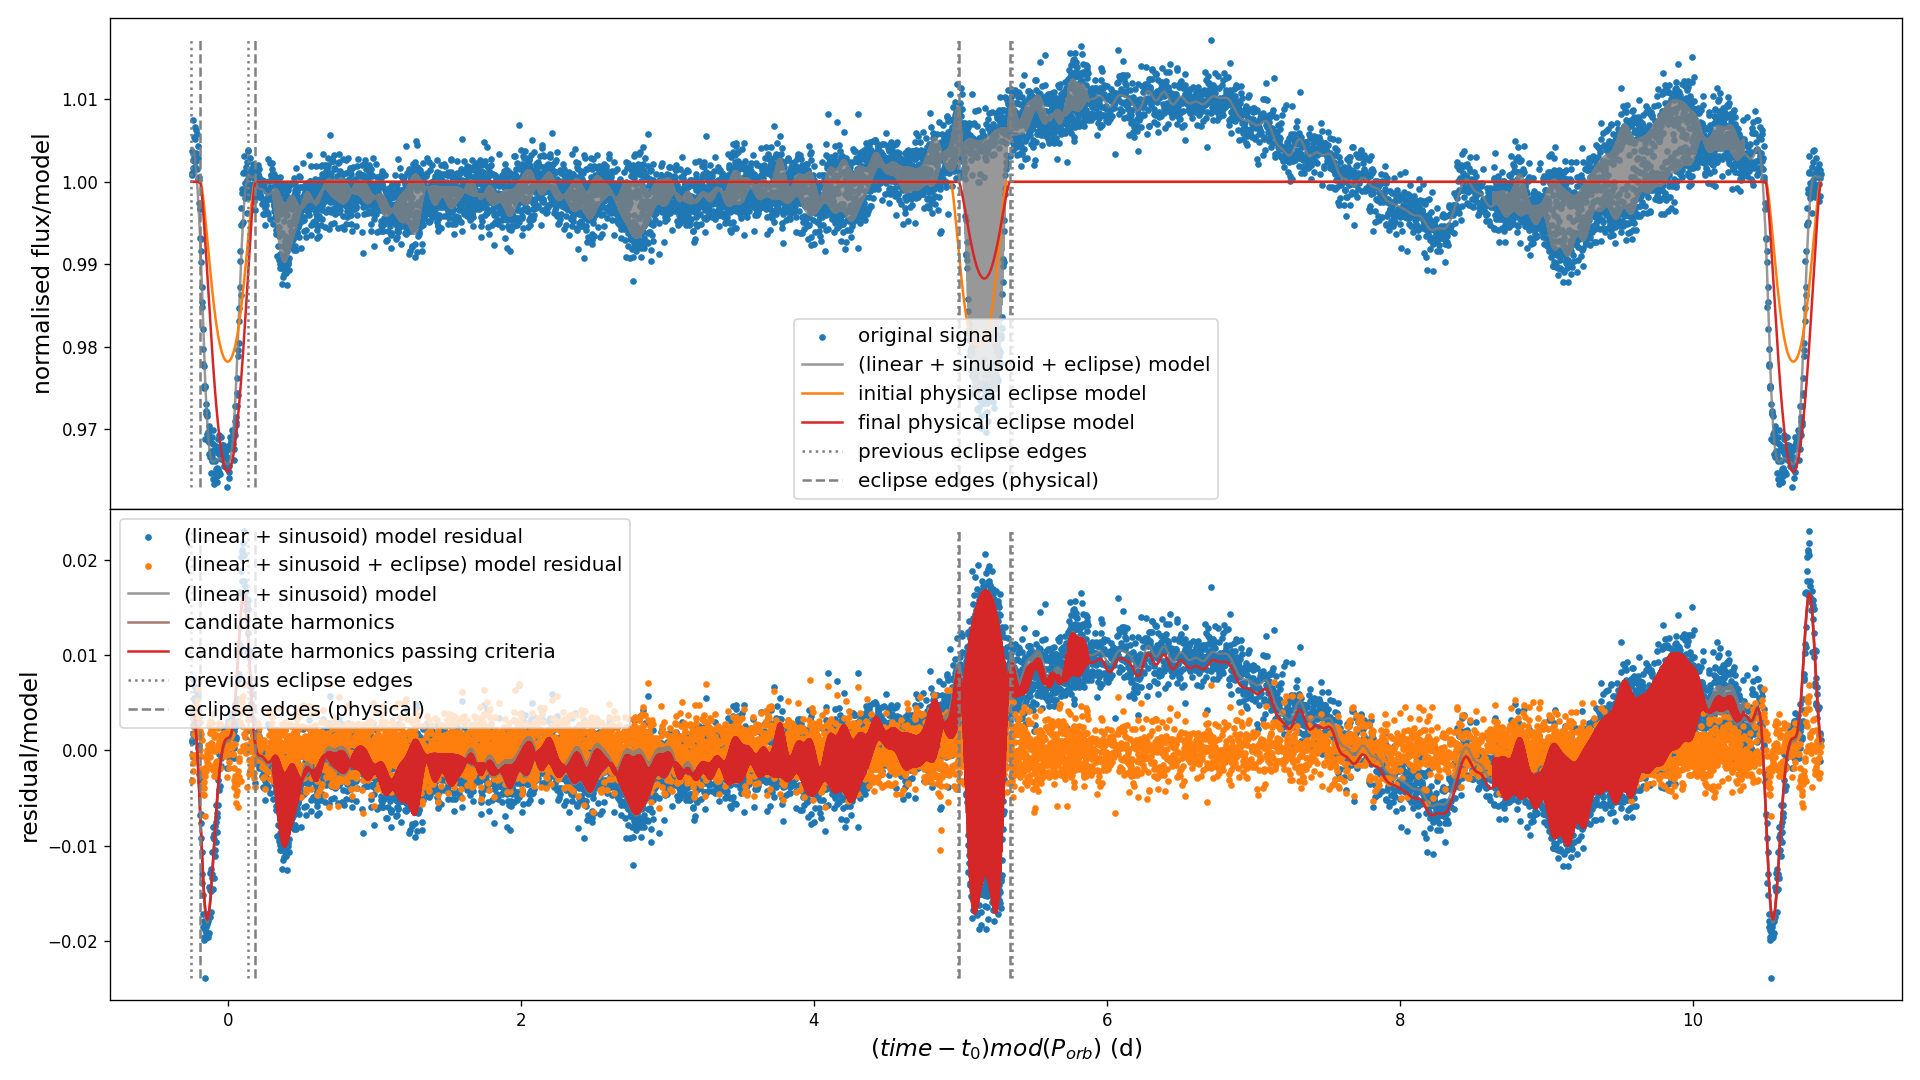 normalised flux/model
1.01
1.00
0.99
0.98
0.97
original signal
(linear + sinusoid + eclipse) model
initial physical eclipse model
final physical eclipse model
previous eclipse edges
eclipse edges (physical)
residual/model
0.02
0.01
0.00
−0.01
−0.02
(linear + sinusoid) model residual
(linear + sinusoid + eclipse) model residual
(linear + sinusoid) model
candidate harmonics
candidate harmonics passing criteria
previous eclipse edges
eclipse edges (physical)
0 2 4 6 8 10
(time − t₀)mod(Pₒᵣb) (d)